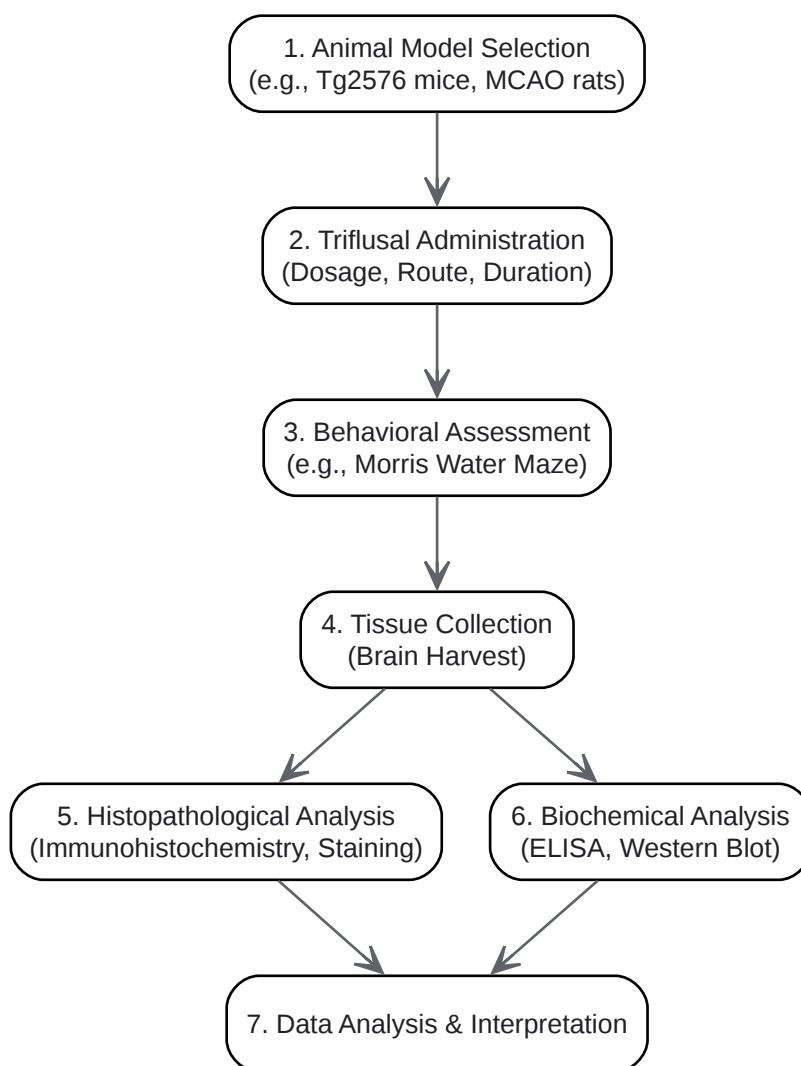 1. Animal Model Selection
(e.g., Tg2576 mice, MCAO rats)
2. Triflusal Administration
(Dosage, Route, Duration)
3. Behavioral Assessment
(e.g., Morris Water Maze)
4. Tissue Collection
(Brain Harvest)
5. Histopathological Analysis
(Immunohistochemistry, Staining)
6. Biochemical Analysis
(ELISA, Western Blot)
7. Data Analysis & Interpretation